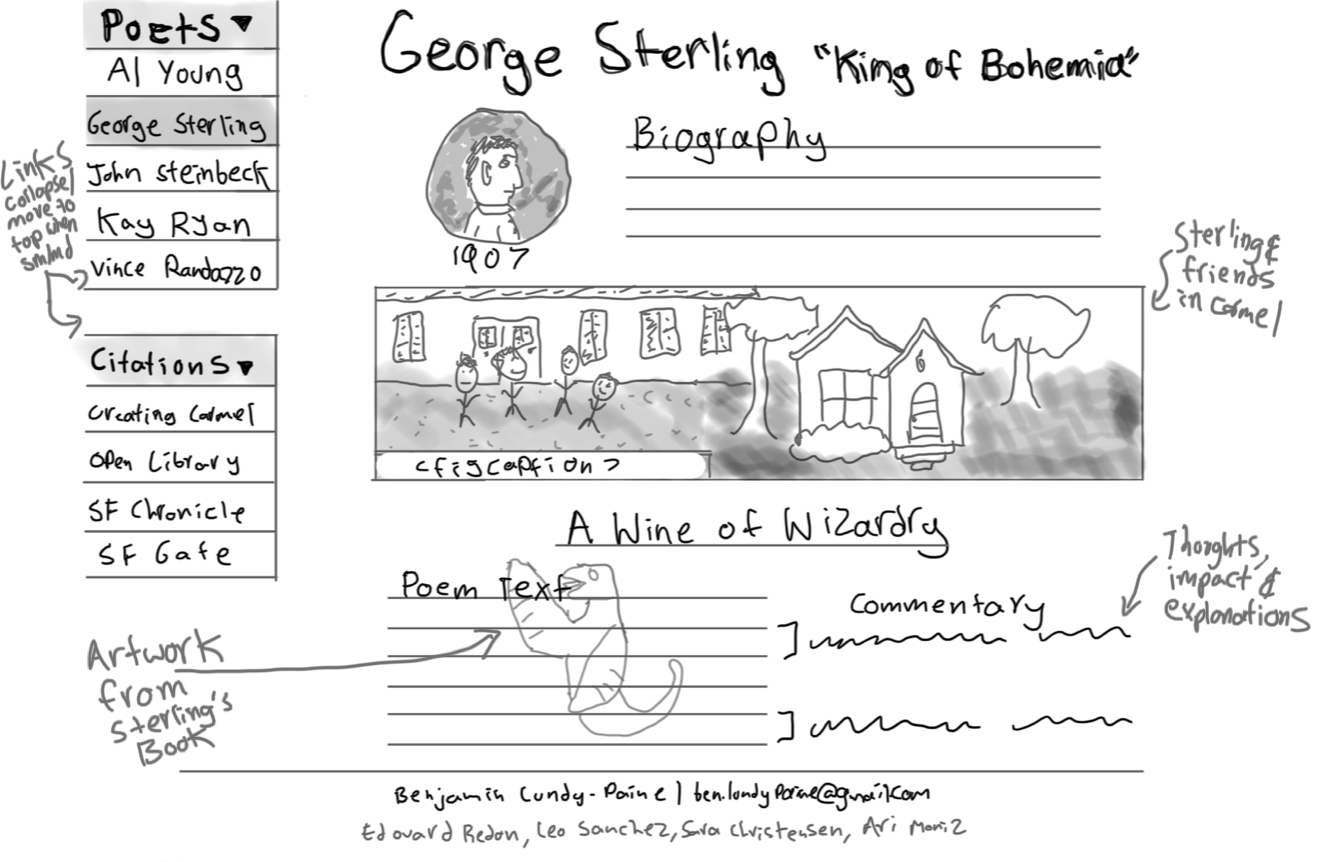 Poets ▼
Al Young
George Sterling
John Steinbeck
Kay Ryan
Vince Randazzo
Links
collapse/
move to
top when
sm/md
Citations ▼
Creating Carmel
Open Library
SF Chronicle
SF Gate
Artwork
from
Sterling's
Book
George Sterling "King of Bohemia"
1907
Biography
Sterling &
friends
in Carmel
<figcaption>
A Wine of Wizardry
Poem Text
Commentary
Thoghts,
impact &
explanations
Benjamin Lundy-Paine | ben.lundypaine@gmail.com
Edouard Redon, Leo Sanchez, Sara Christensen, Ari Moniz